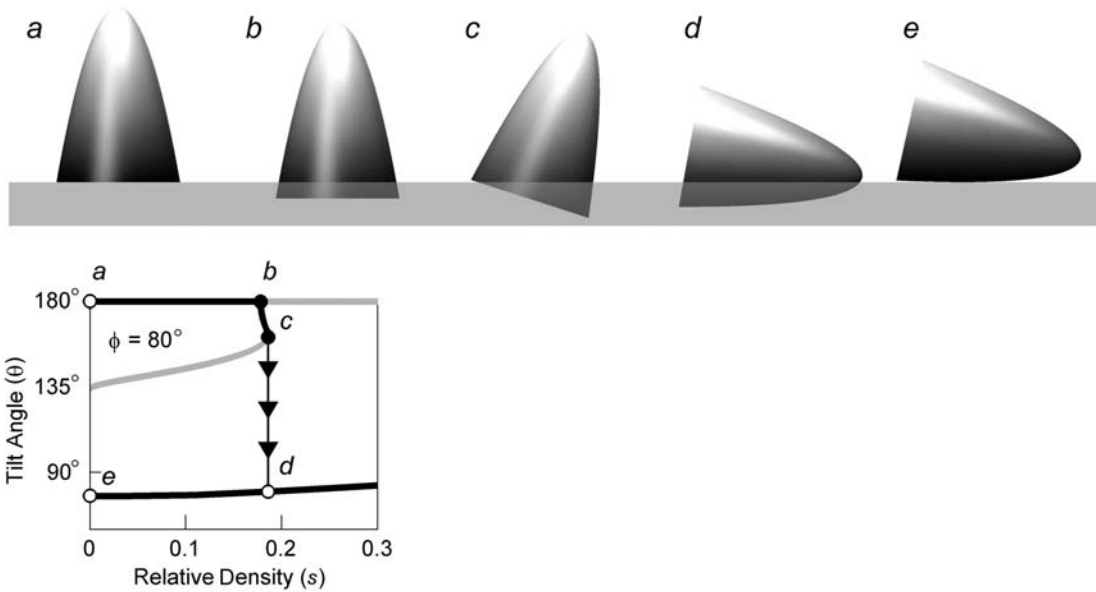 a b c d e
a b
180°
c
ϕ = 80°
135°
Tilt Angle (θ)
90°
e d
0 0.1 0.2 0.3
Relative Density (s)